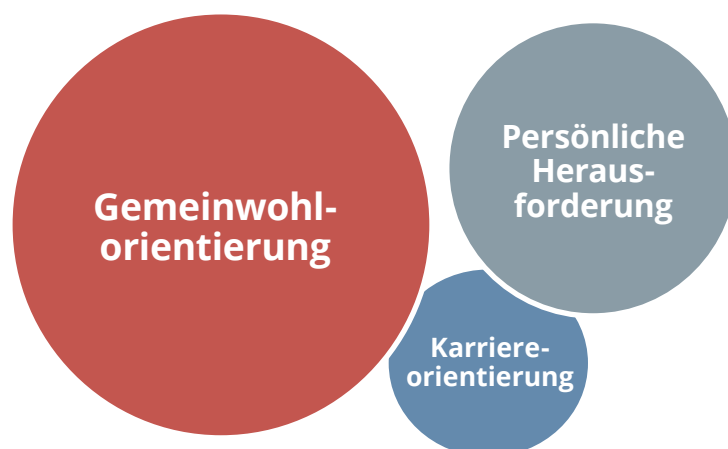 Gemeinwohl-
orientierung
Persönliche
Heraus-
forderung
Karriere-
orientierung